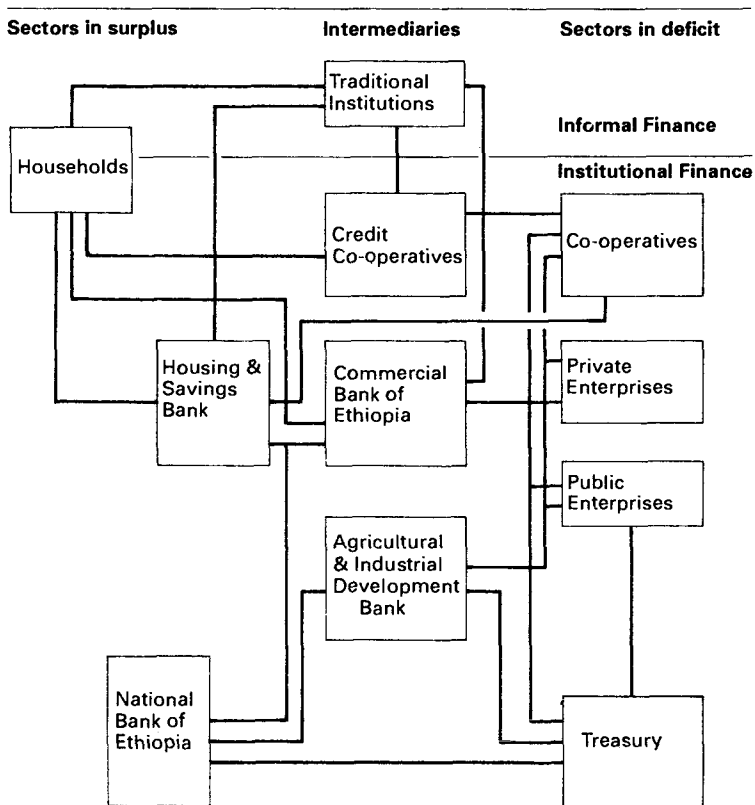 Sectors in surplus
Intermediaries
Sectors in deficit
Traditional
Institutions
Informal Finance
Households
Institutional Finance
Credit
Co-operatives
Co-operatives
Housing &
Savings
Bank
Commercial
Bank of
Ethiopia
Private
Enterprises
Public
Enterprises
Agricultural
& Industrial
Development
Bank
National
Bank of
Ethiopia
Treasury